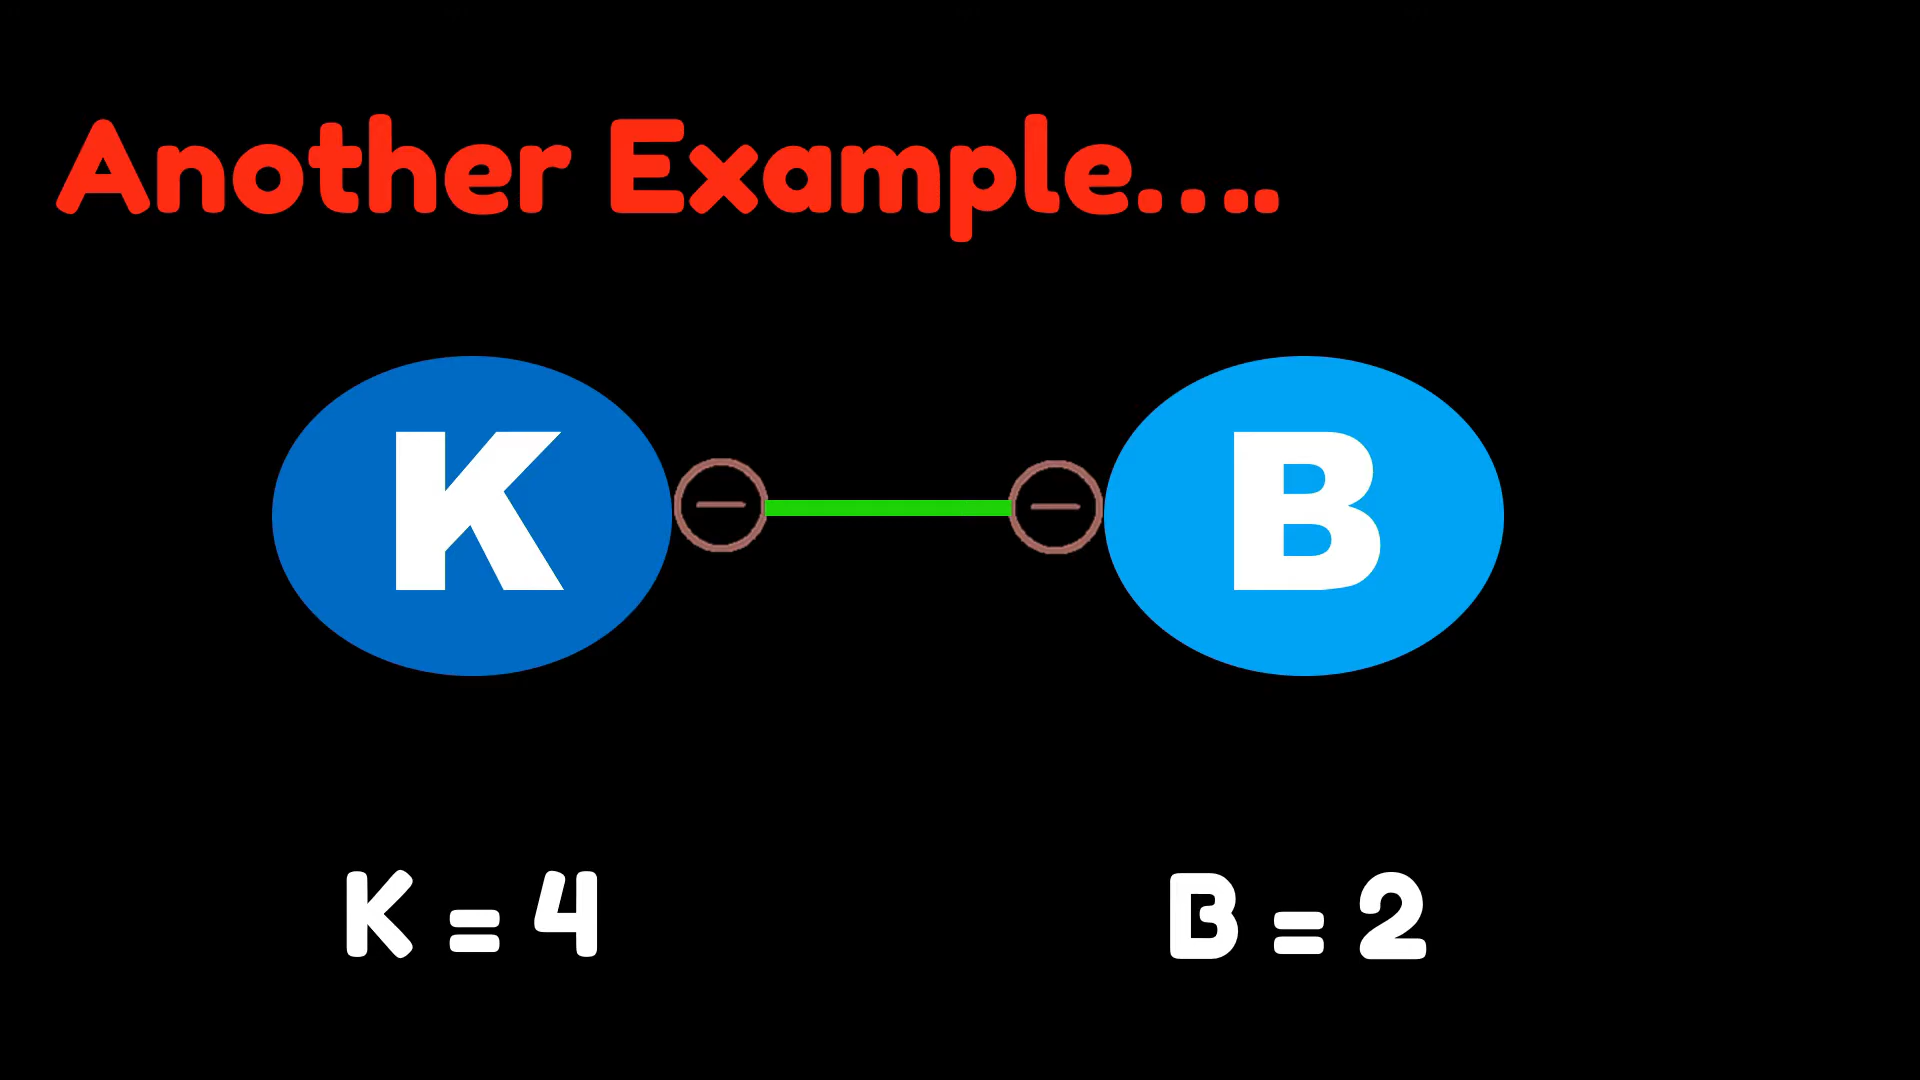 Another Example....
K
B
K = 4
B = 2